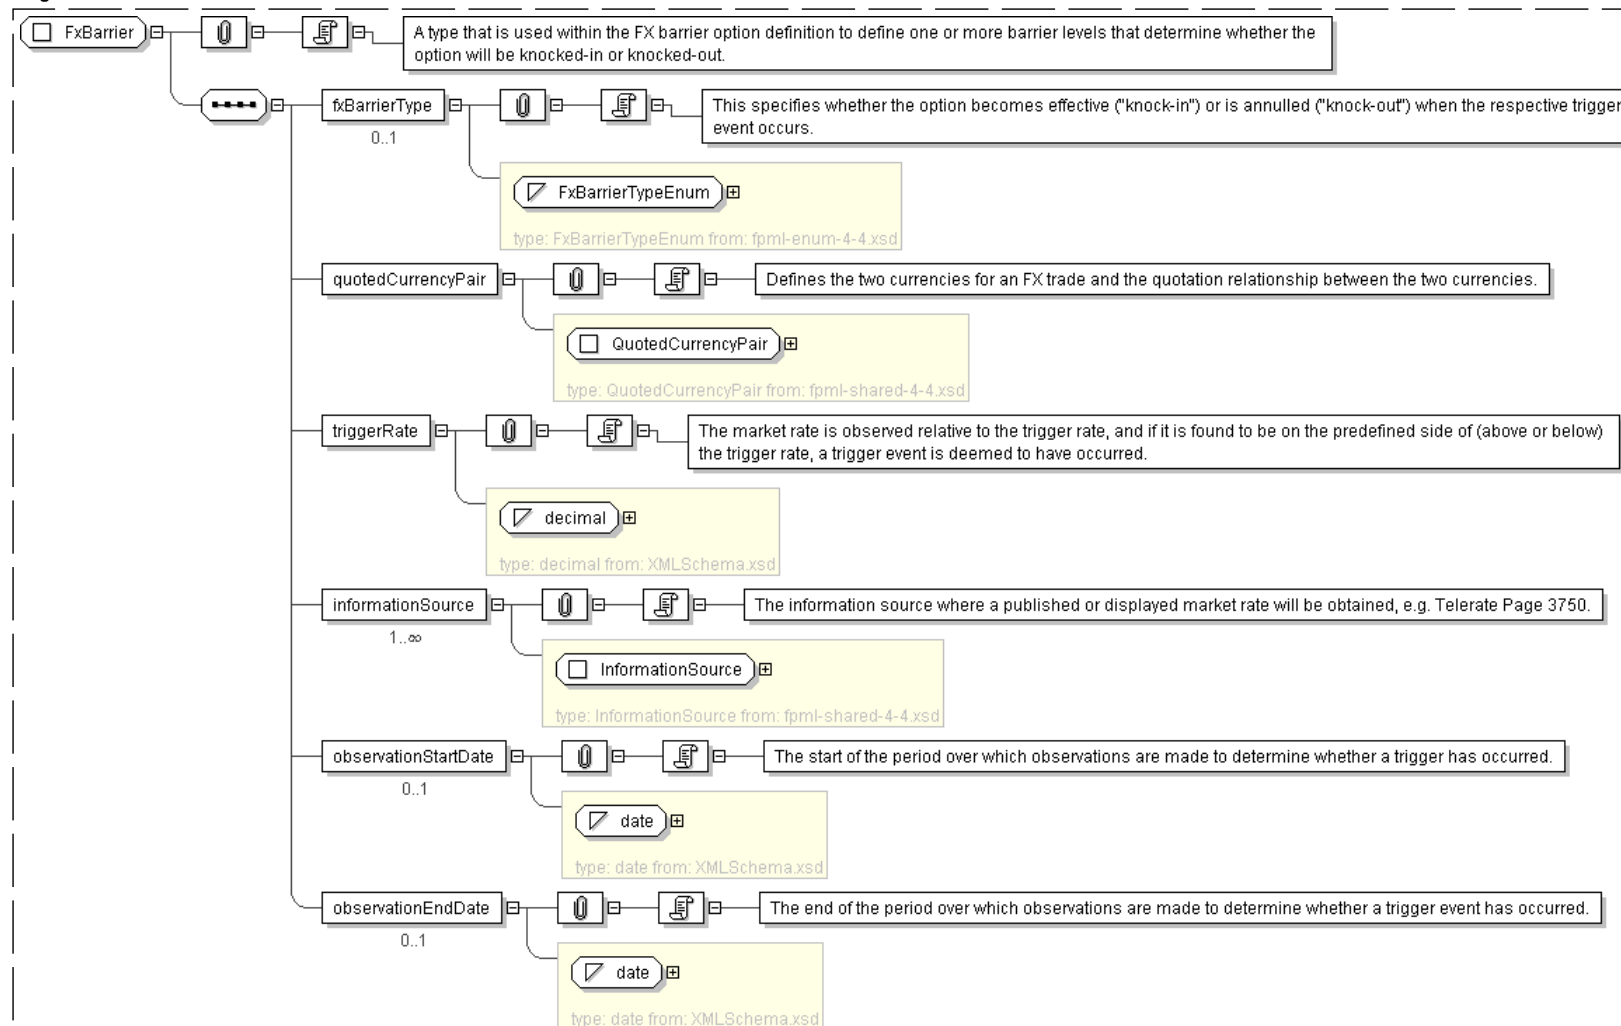 FxBarrier
A type that is used within the FX barrier option definition to define one or more barrier levels that determine whether the
option will be knocked-in or knocked-out.
fxBarrierType
0..1
This specifies whether the option becomes effective ("knock-in") or is annulled ("knock-out") when the respective trigger
event occurs.
FxBarrierTypeEnum
type: FxBarrierTypeEnum from: fpml-enum-4-4.xsd
quotedCurrencyPair
Defines the two currencies for an FX trade and the quotation relationship between the two currencies.
QuotedCurrencyPair
type: QuotedCurrencyPair from: fpml-shared-4-4.xsd
triggerRate
The market rate is observed relative to the trigger rate, and if it is found to be on the predefined side of (above or below)
the trigger rate, a trigger event is deemed to have occurred.
decimal
type: decimal from: XMLSchema.xsd
informationSource
1..∞
The information source where a published or displayed market rate will be obtained, e.g. Telerate Page 3750.
InformationSource
type: InformationSource from: fpml-shared-4-4.xsd
observationStartDate
0..1
The start of the period over which observations are made to determine whether a trigger has occurred.
date
type: date from: XMLSchema.xsd
observationEndDate
0..1
The end of the period over which observations are made to determine whether a trigger event has occurred.
date
type: date from: XMLSchema.xsd